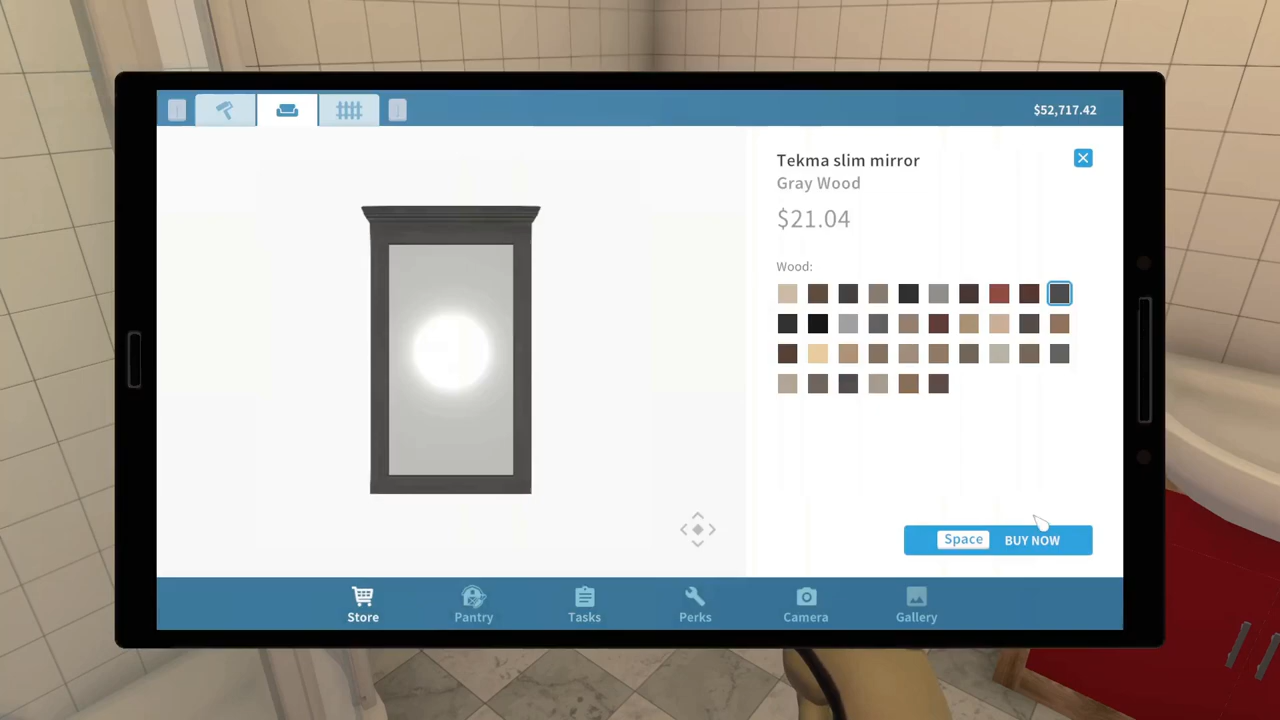 $52,717.42
Tekma slim mirror
Gray Wood
$21.04
Wood:
Space BUY NOW
Store Pantry Tasks Perks Camera Gallery